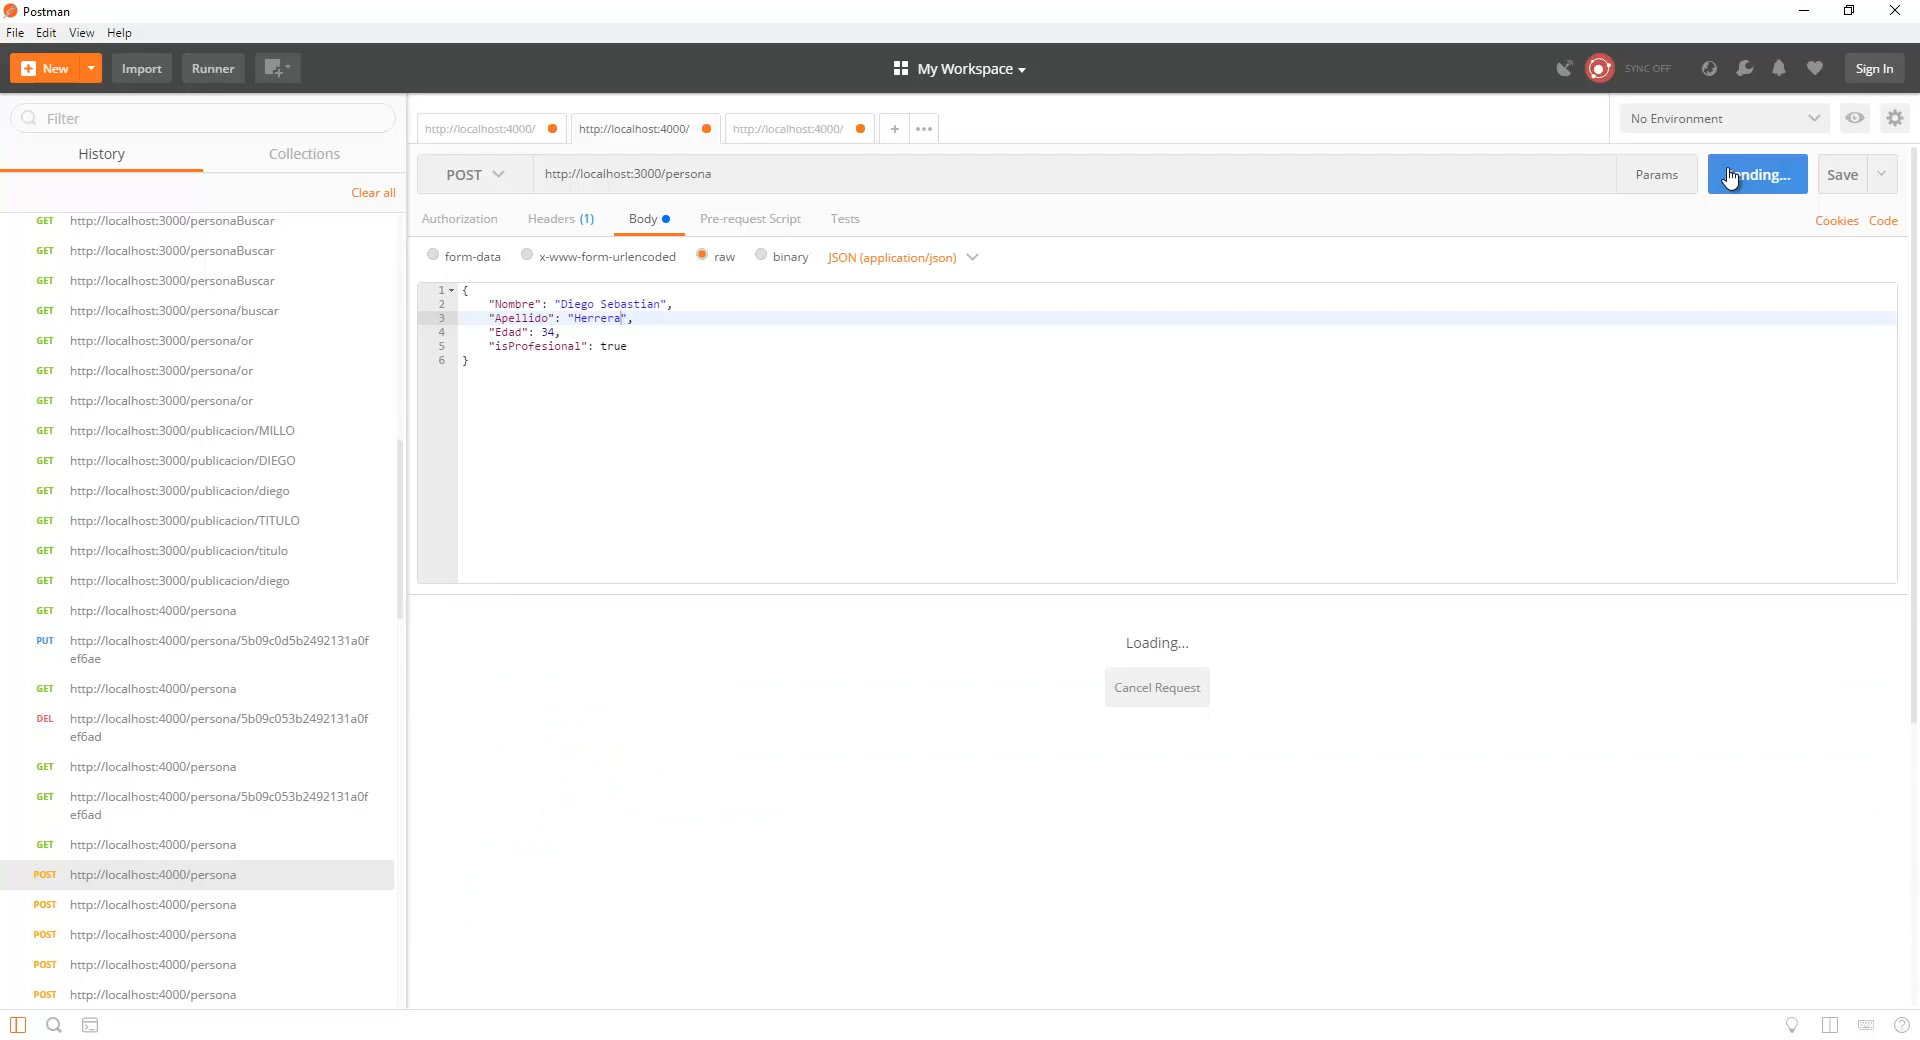 Postman
File Edit View Help
New Import Runner My Workspace SYNC OFF Sign In
Filter
History Collections
Clear all
GET http://localhost:3000/personaBuscar
GET http://localhost:3000/personaBuscar
GET http://localhost:3000/personaBuscar
GET http://localhost:3000/persona/buscar
GET http://localhost:3000/persona/or
GET http://localhost:3000/persona/or
GET http://localhost:3000/persona/or
GET http://localhost:3000/publicacion/MILLO
GET http://localhost:3000/publicacion/DIEGO
GET http://localhost:3000/publicacion/diego
GET http://localhost:3000/publicacion/TITULO
GET http://localhost:3000/publicacion/titulo
GET http://localhost:3000/publicacion/diego
GET http://localhost:4000/persona
PUT http://localhost:4000/persona/5b09c0d5b2492131a0f
ef6ae
GET http://localhost:4000/persona
DEL http://localhost:4000/persona/5b09c053b2492131a0f
ef6ad
GET http://localhost:4000/persona
GET http://localhost:4000/persona/5b09c053b2492131a0f
ef6ad
GET http://localhost:4000/persona
POST http://localhost:4000/persona
POST http://localhost:4000/persona
POST http://localhost:4000/persona
POST http://localhost:4000/persona
POST http://localhost:4000/persona
http://localhost:4000/ http://localhost:4000/ http://localhost:4000/ + •••
No Environment
POST http://localhost:3000/persona Params Save
Authorization Headers (1) Body Pre-request Script Tests Cookies Code
form-data x-www-form-urlencoded raw binary JSON (application/json)
1 {
2 "Nombre": "Diego Sebastian",
3 "Apellido": "Herrera",
4 "Edad": 34,
5 "isProfesional": true
6 }
Loading...
Cancel Request